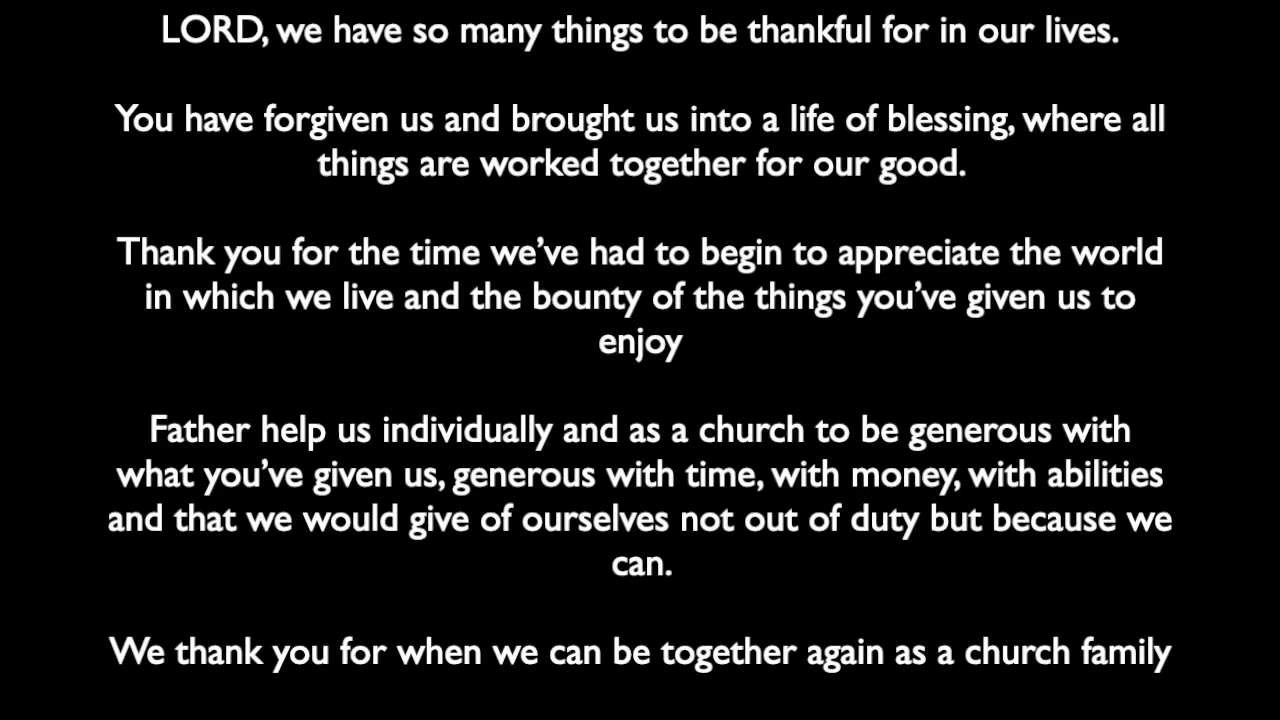 LORD, we have so many things to be thankful for in our lives.
You have forgiven us and brought us into a life of blessing, where all
things are worked together for our good.
Thank you for the time we’ve had to begin to appreciate the world
in which we live and the bounty of the things you’ve given us to
enjoy
Father help us individually and as a church to be generous with
what you’ve given us, generous with time, with money, with abilities
and that we would give of ourselves not out of duty but because we
can.
We thank you for when we can be together again as a church family